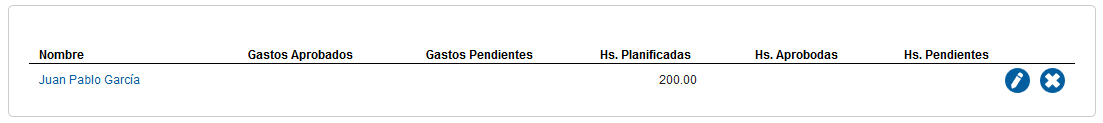 Nombre Gastos Aprobados Gastos Pendientes Hs. Planificadas Hs. Aprobodas Hs. Pendientes
Juan Pablo García 200.00